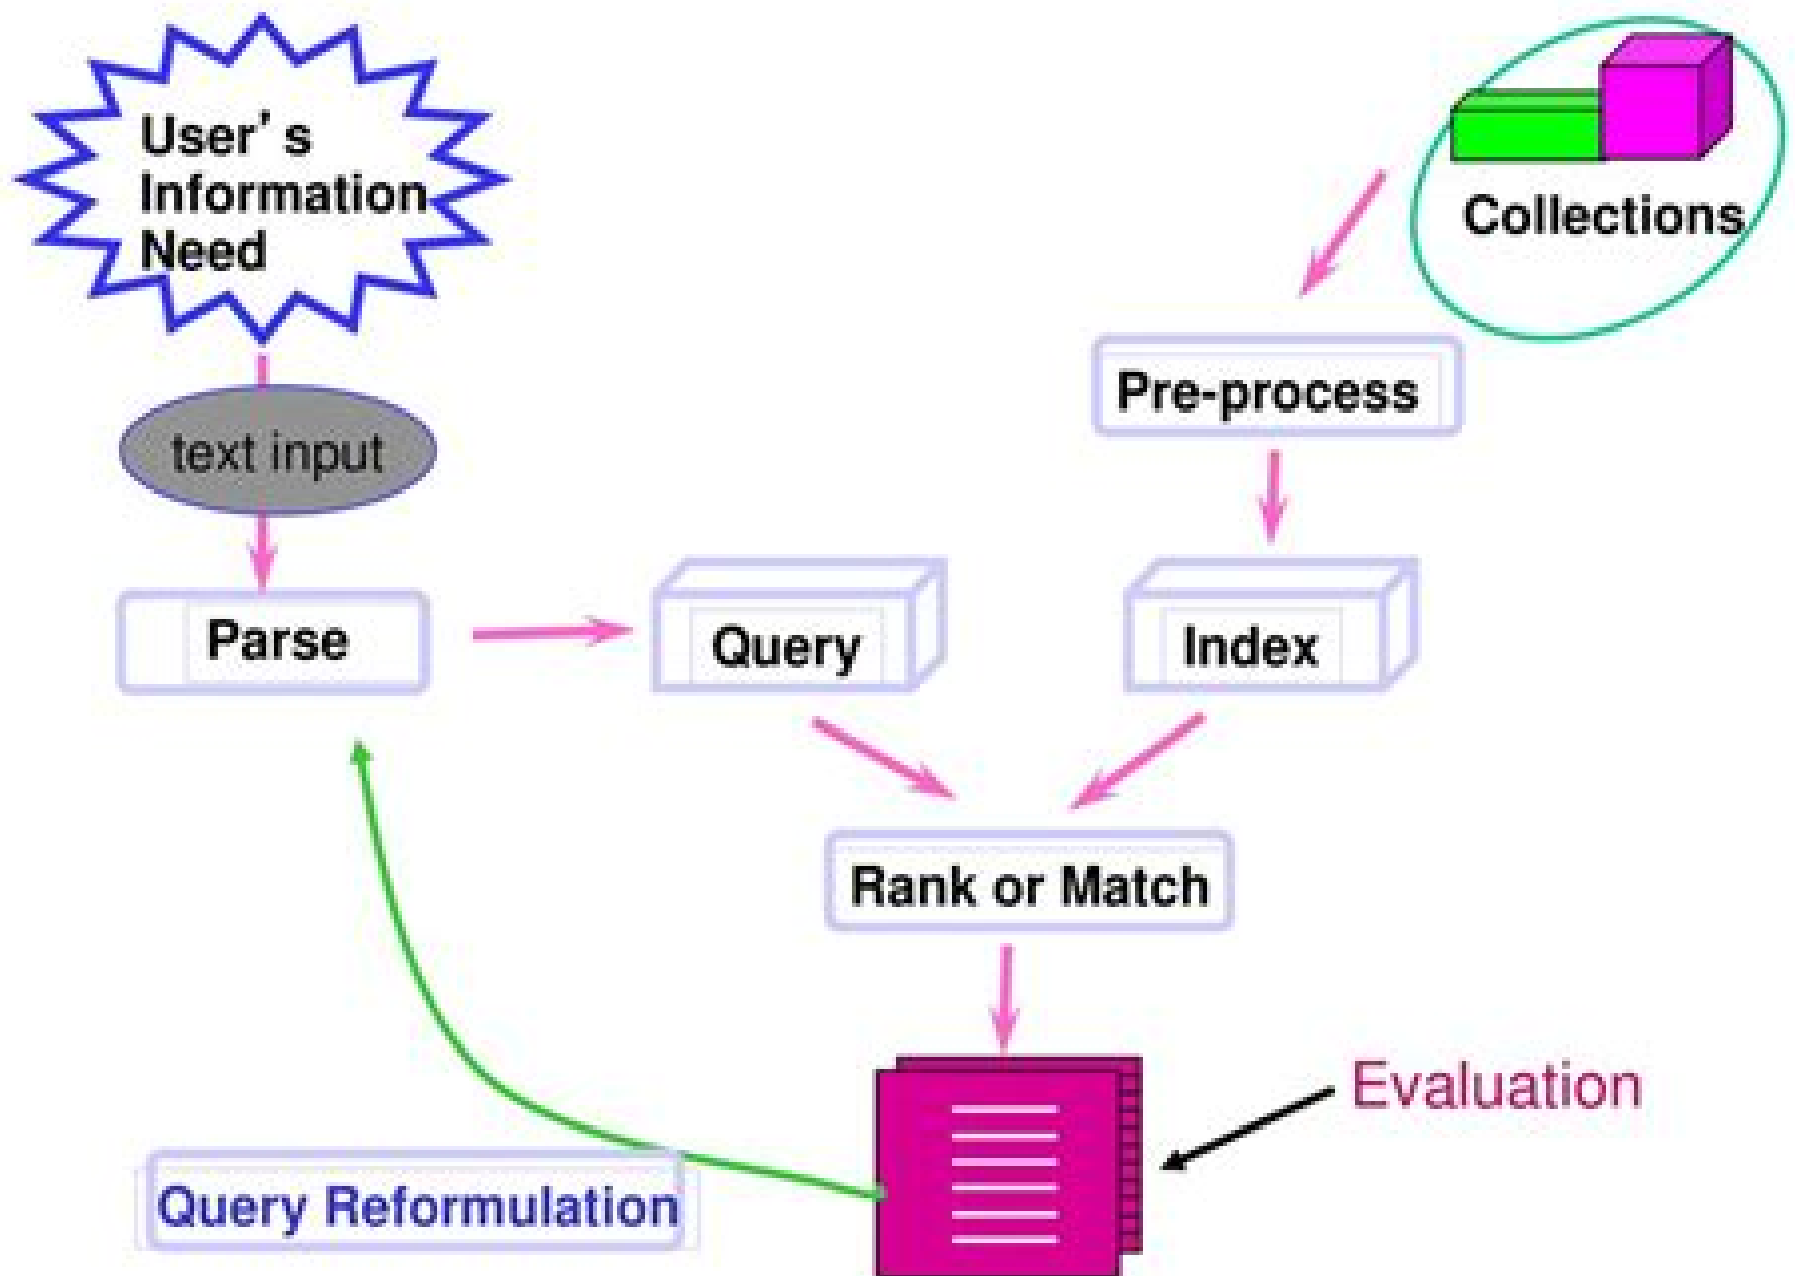 User's
Information
Need
Collections
Pre-process
text input
Parse
Query
Index
Rank or Match
Evaluation
Query Reformulation